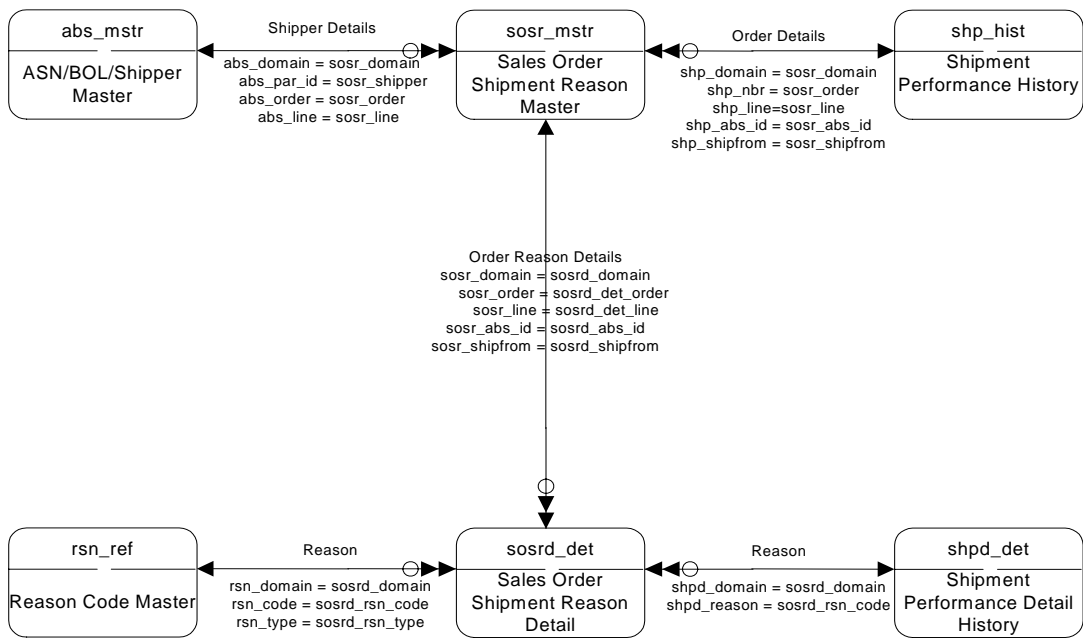 abs_mstr
ASN/BOL/Shipper
Master
Shipper Details
abs_domain = sosr_domain
abs_par_id = sosr_shipper
abs_order = sosr_order
abs_line = sosr_line
sosr_mstr
Sales Order
Shipment Reason
Master
Order Details
shp_domain = sosr_domain
shp_nbr = sosr_order
shp_line=sosr_line
shp_abs_id = sosr_abs_id
shp_shipfrom = sosr_shipfrom
shp_hist
Shipment
Performance History
Order Reason Details
sosr_domain = sosrd_domain
sosr_order = sosrd_det_order
sosr_line = sosrd_det_line
sosr_abs_id = sosrd_abs_id
sosr_shipfrom = sosrd_shipfrom
rsn_ref
Reason Code Master
Reason
rsn_domain = sosrd_domain
rsn_code = sosrd_rsn_code
rsn_type = sosrd_rsn_type
sosrd_det
Sales Order
Shipment Reason
Detail
Reason
shpd_domain = sosrd_domain
shpd_reason = sosrd_rsn_code
shpd_det
Shipment
Performance Detail
History